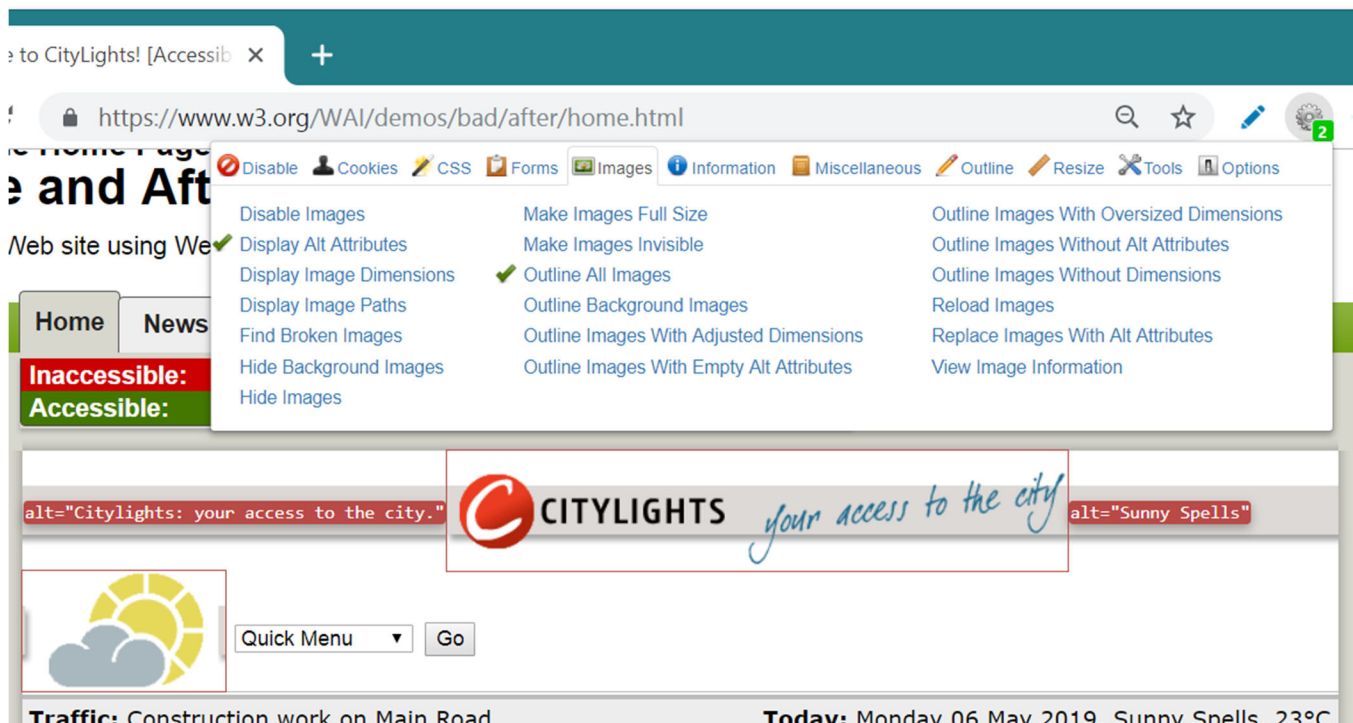 e to CityLights! [Accessib
https://www.w3.org/WAI/demos/bad/after/home.html
2
e Home Page
Disable Cookies CSS Forms Images Information Miscellaneous Outline Resize Tools Options
e and Aft
Disable Images Make Images Full Size Outline Images With Oversized Dimensions
Web site using We Display Alt Attributes Make Images Invisible Outline Images Without Alt Attributes
Display Image Dimensions Outline All Images Outline Images Without Dimensions
Display Image Paths Outline Background Images Reload Images
Home News Find Broken Images Outline Images With Adjusted Dimensions Replace Images With Alt Attributes
Inaccessible: Hide Background Images Outline Images With Empty Alt Attributes View Image Information
Accessible: Hide Images
alt="Citylights: your access to the city." CITYLIGHTS your access to the city alt="Sunny Spells"
Quick Menu Go
Traffic: Construction work on Main Road Today: Monday 06 May 2019, Sunny Spells, 23°C